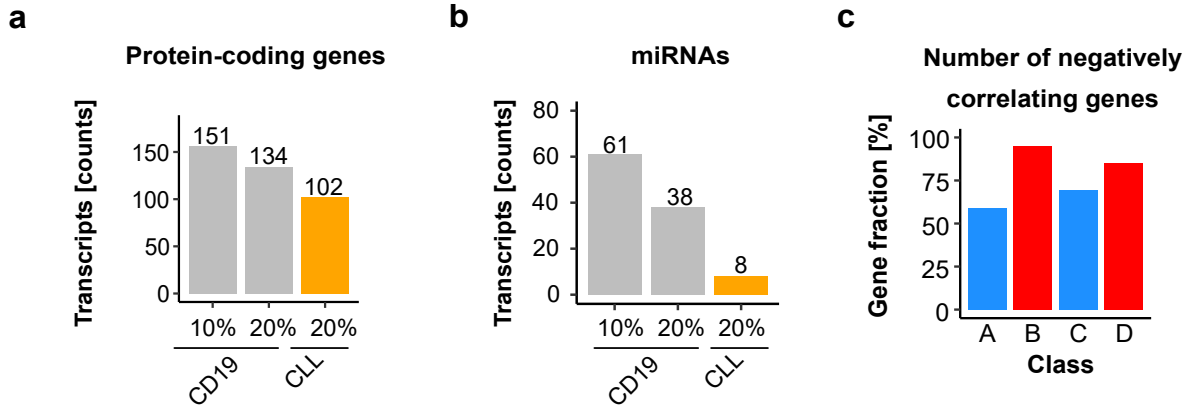 a
Protein-coding genes
Transcripts [counts]
150
100
50
0
151
134
102
10%
20%
20%
CD19
CLL
b
miRNAs
Transcripts [counts]
80
60
40
20
0
61
38
8
10%
20%
20%
CD19
CLL
c
Number of negatively
correlating genes
Gene fraction [%]
100
75
50
25
0
A
B
C
D
Class